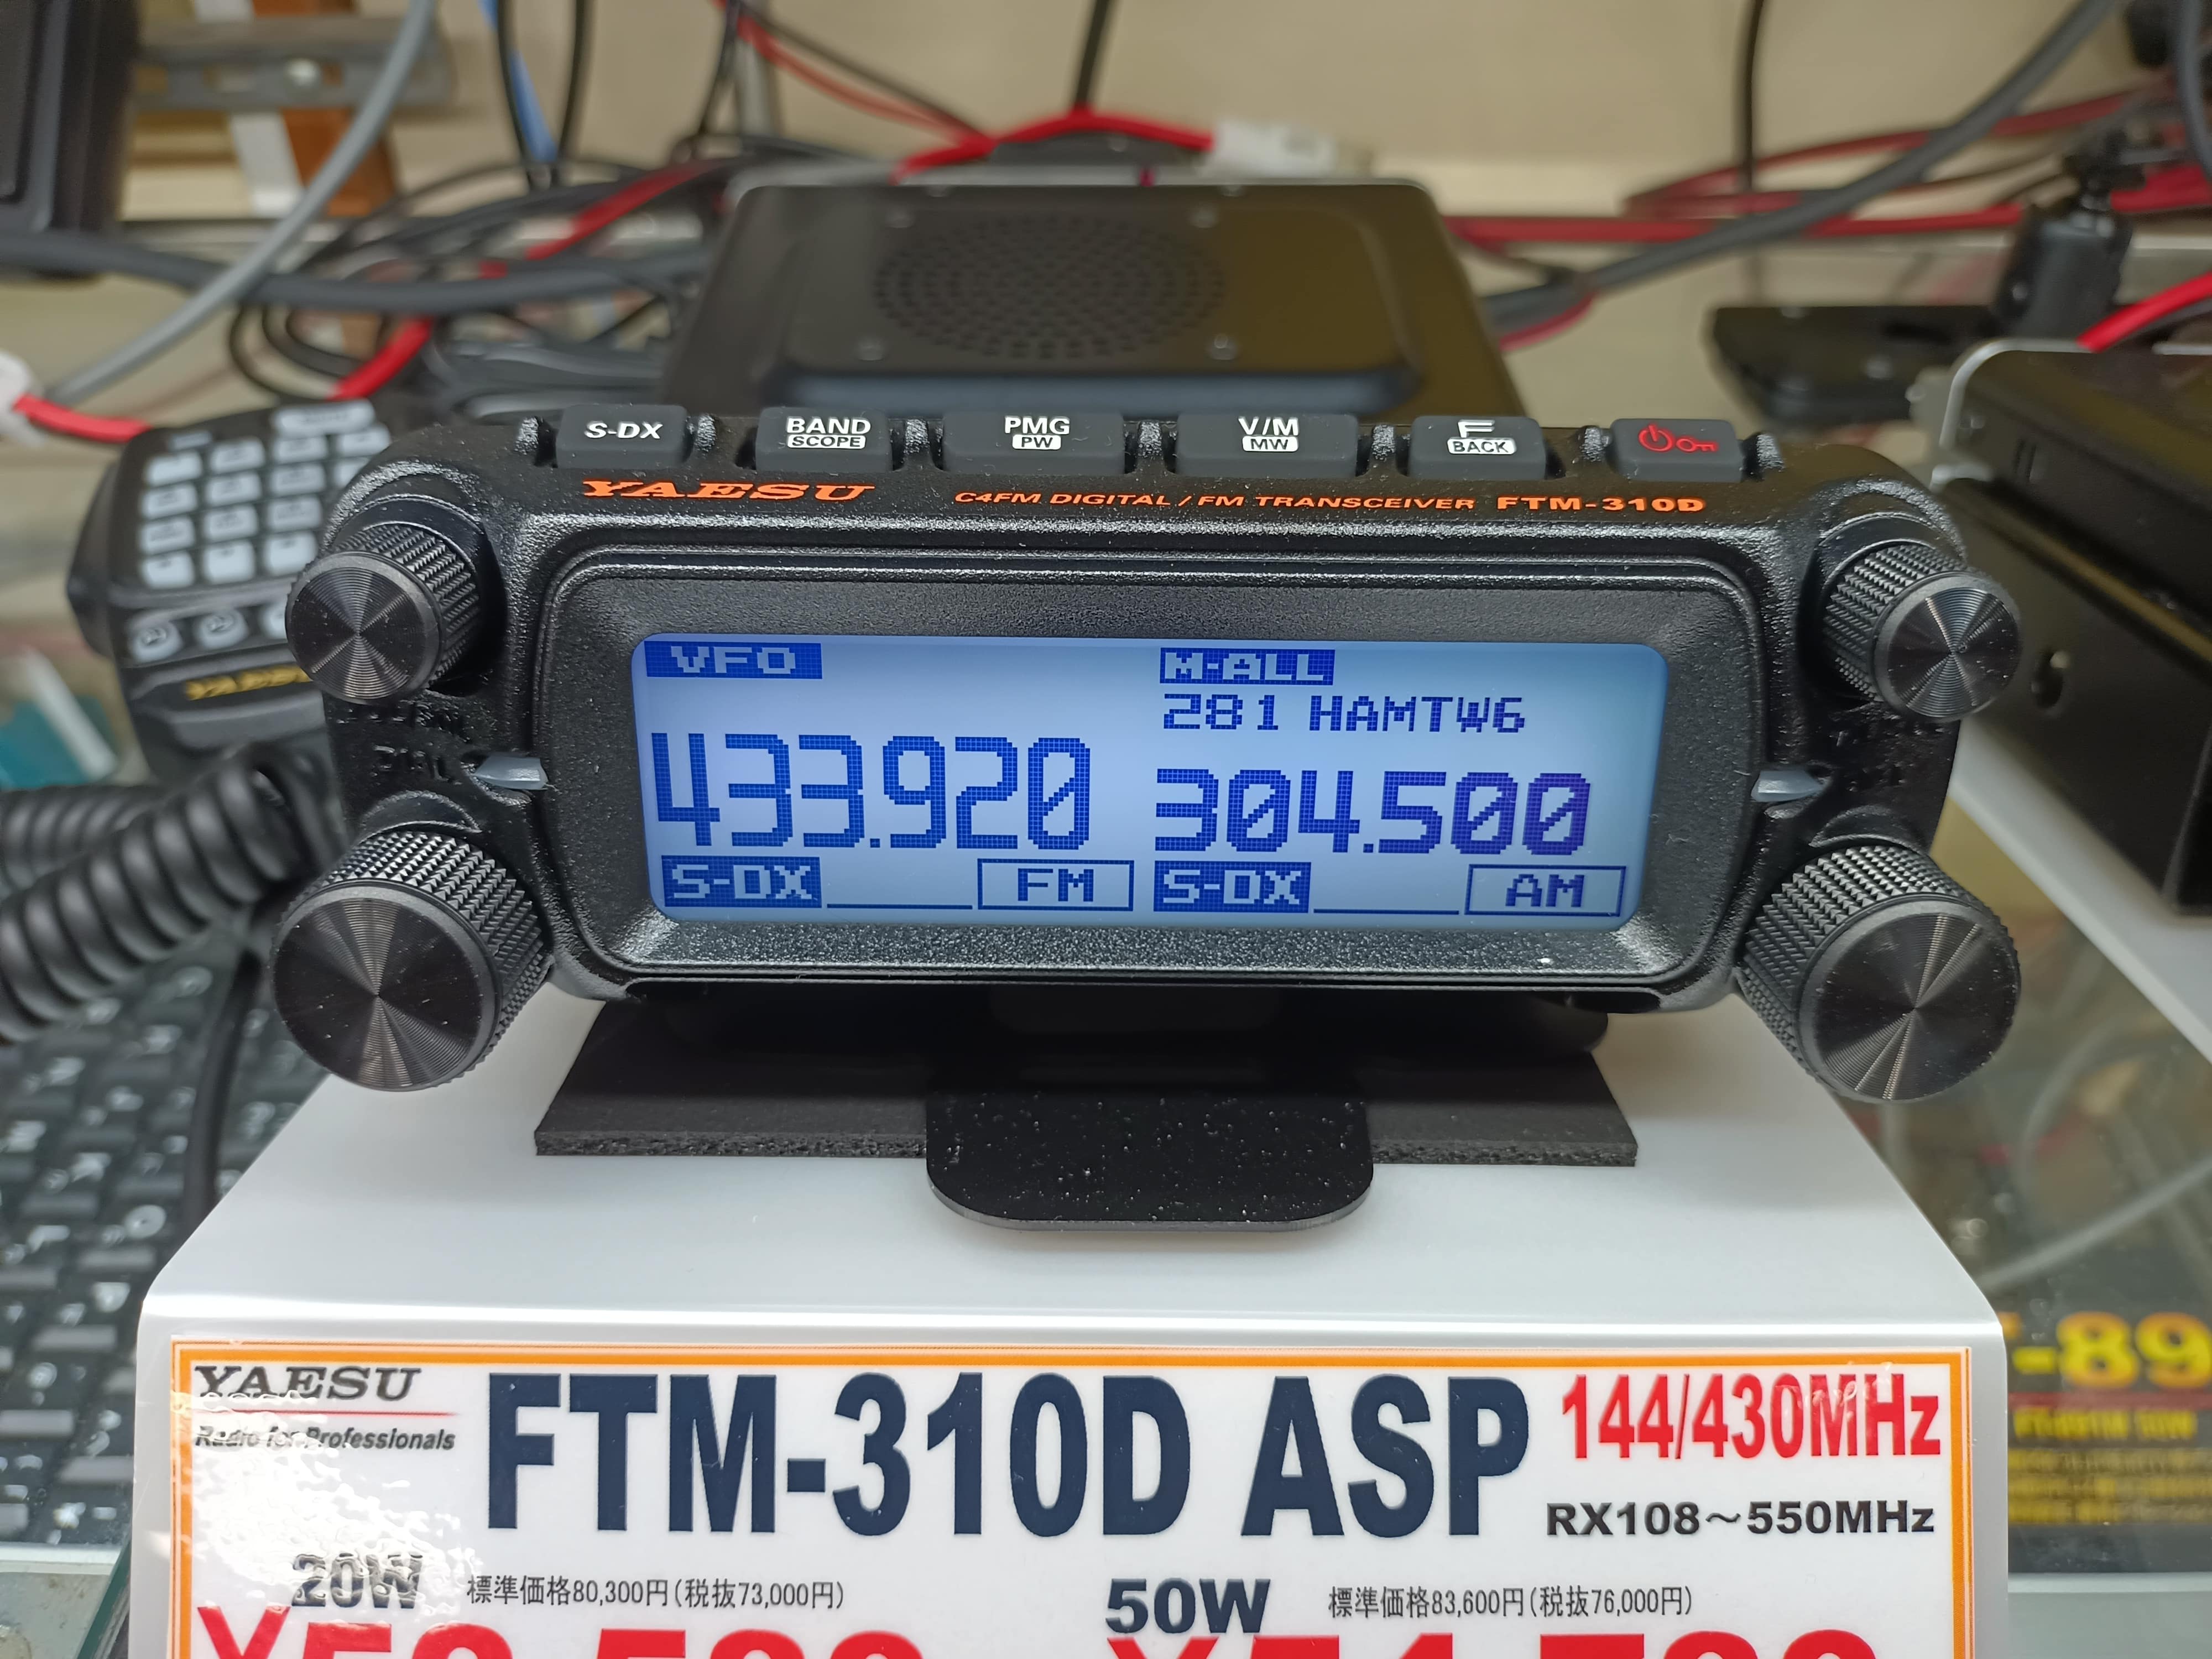 S-DX
BAND
SCOPE
PMG
PW
V/M
MW
F
BACK
YAESU
C4FM DIGITAL / FM TRANSCEIVER FTM-310D
VFO
M-ALL
281 HAMTW6
433.920
304.500
S-DX
FM
S-DX
AM
YAESU
Radio for Professionals
FTM-310D ASP
144/430MHz
RX108～550MHz
20W
標準価格80,300円(税抜73,000円)
50W
標準価格83,600円(税抜76,000円)
-89